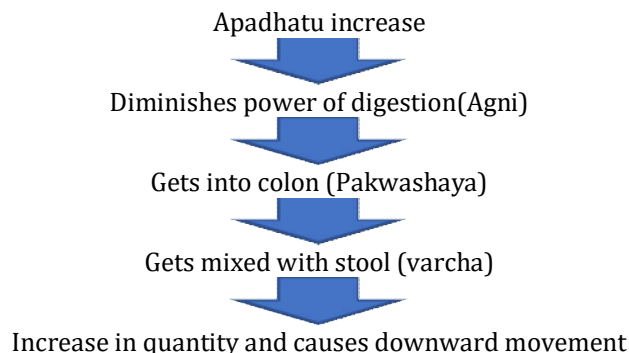 Apadhatu increase
Diminishes power of digestion(Agni)
Gets into colon (Pakwashaya)
Gets mixed with stool (varcha)
Increase in quantity and causes downward movement